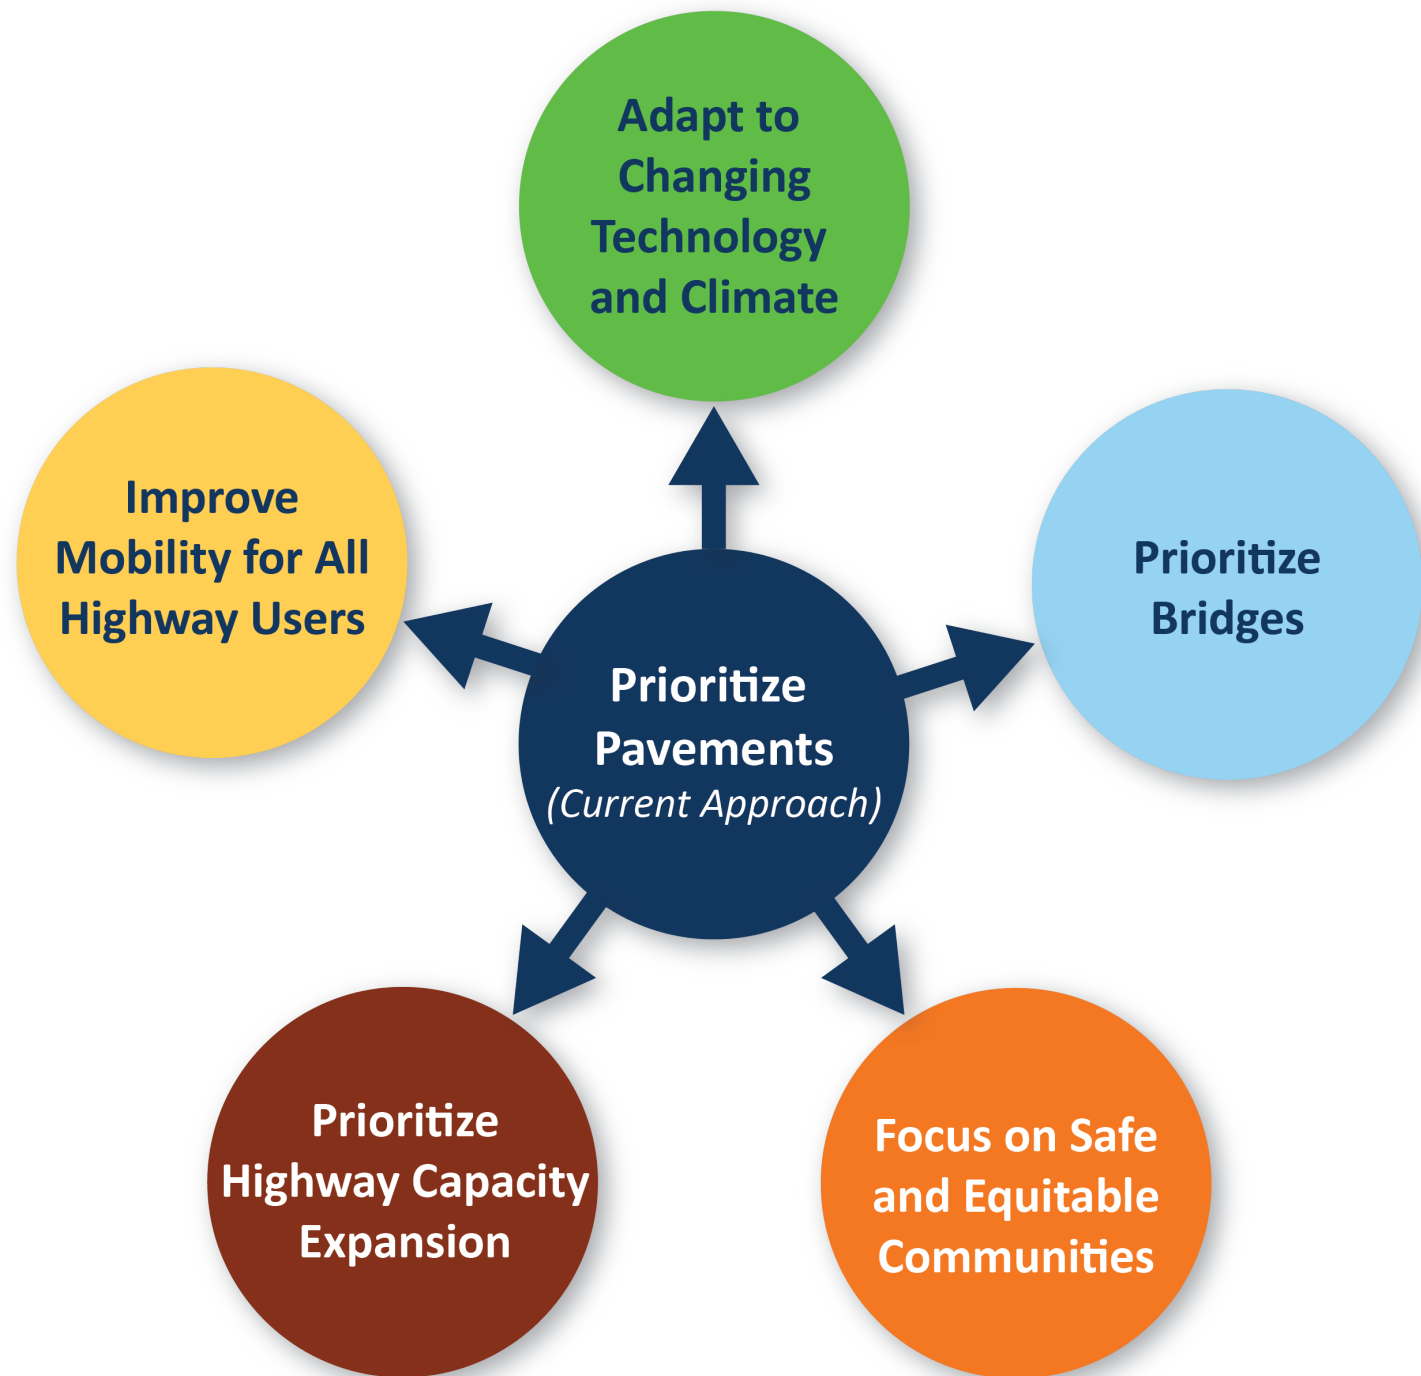 Adapt to
Changing
Technology
and Climate
Improve
Mobility for All
Highway Users
Prioritize
Bridges
Prioritize
Pavements
(Current Approach)
Prioritize
Highway Capacity
Expansion
Focus on Safe
and Equitable
Communities